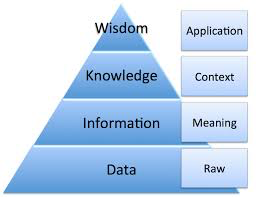 Wisdom
Application
Knowledge
Context
Information
Meaning
Data
Raw